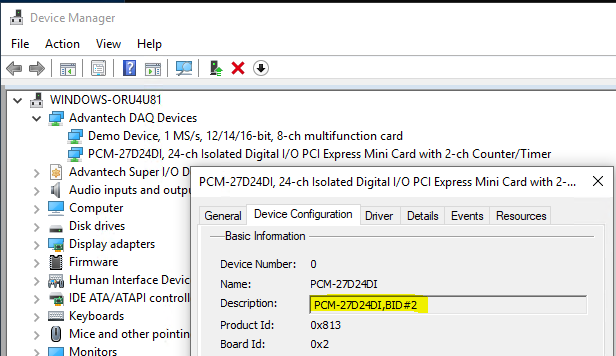 Device Manager
File Action View Help
WINDOWS-ORU4U81
Advantech DAQ Devices
Demo Device, 1 MS/s, 12/14/16-bit, 8-ch multifunction card
PCM-27D24DI, 24-ch Isolated Digital I/O PCI Express Mini Card with 2-ch Counter/Timer
Advantech Super I/O D
Audio inputs and outpu
Computer
Disk drives
Display adapters
Firmware
Human Interface Device
IDE ATA/ATAPI controll
Keyboards
Mice and other pointing
Monitors
PCM-27D24DI, 24-ch Isolated Digital I/O PCI Express Mini Card with 2-...
General Device Configuration Driver Details Events Resources
Basic Information
Device Number: 0
Name: PCM-27D24DI
Description: PCM-27D24DI,BID#2
Product Id: 0x813
Board Id: 0x2